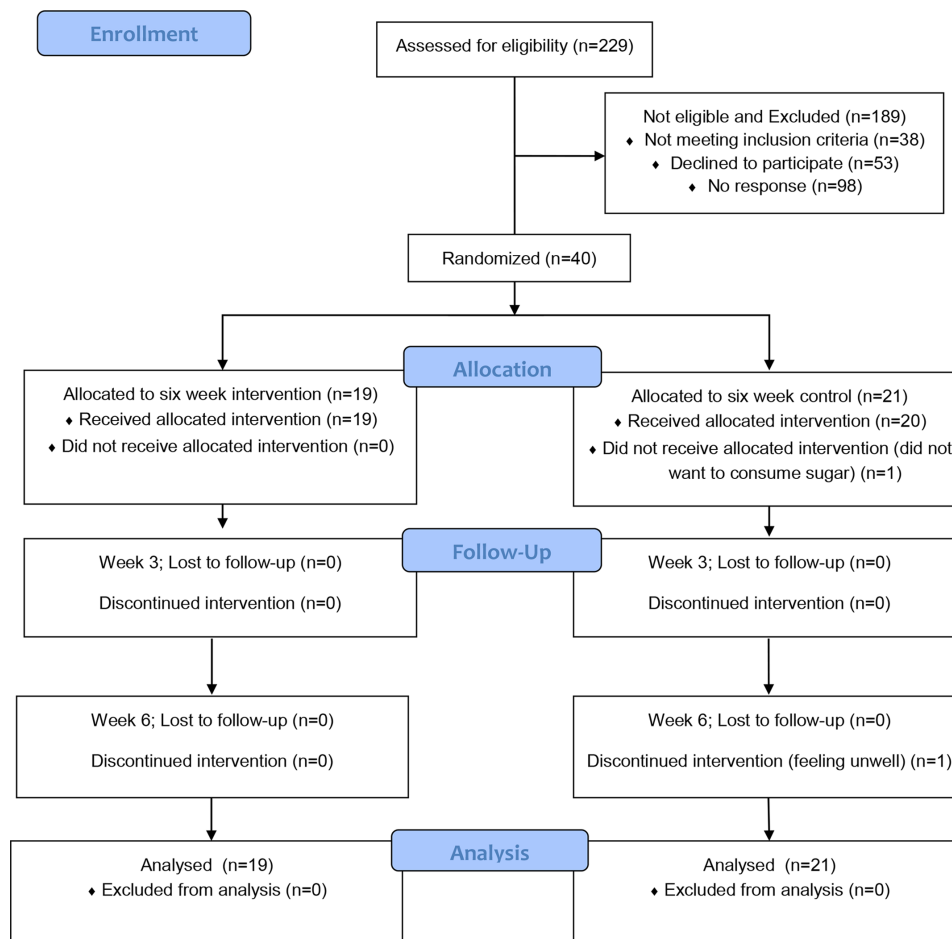 Enrollment
Assessed for eligibility (n=229)
Not eligible and Excluded (n=189)
♦ Not meeting inclusion criteria (n=38)
♦ Declined to participate (n=53)
♦ No response (n=98)
Randomized (n=40)
Allocation
Allocated to six week intervention (n=19)
♦ Received allocated intervention (n=19)
♦ Did not receive allocated intervention (n=0)
Allocated to six week control (n=21)
♦ Received allocated intervention (n=20)
♦ Did not receive allocated intervention (did not
want to consume sugar) (n=1)
Follow-Up
Week 3; Lost to follow-up (n=0)
Discontinued intervention (n=0)
Week 3; Lost to follow-up (n=0)
Discontinued intervention (n=0)
Week 6; Lost to follow-up (n=0)
Discontinued intervention (n=0)
Week 6; Lost to follow-up (n=0)
Discontinued intervention (feeling unwell) (n=1)
Analysis
Analysed (n=19)
♦ Excluded from analysis (n=0)
Analysed (n=21)
♦ Excluded from analysis (n=0)